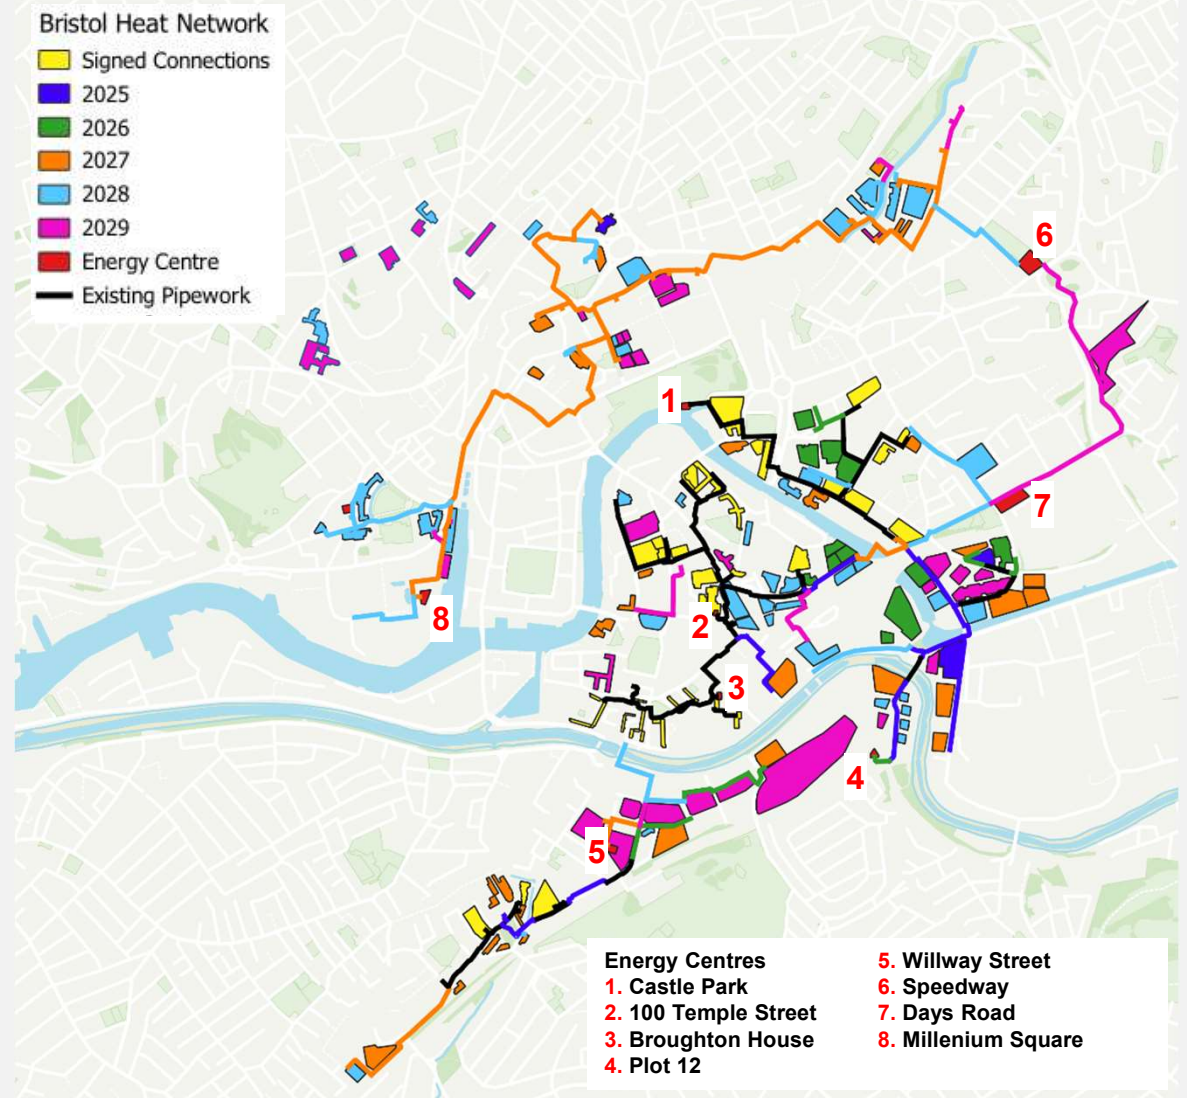 Bristol Heat Network
Signed Connections
2025
2026
2027
2028
2029
Energy Centre
Existing Pipework
6
1
7
8
2
3
4
5
Energy Centres
1. Castle Park
2. 100 Temple Street
3. Broughton House
4. Plot 12
5. Willway Street
6. Speedway
7. Days Road
8. Millenium Square